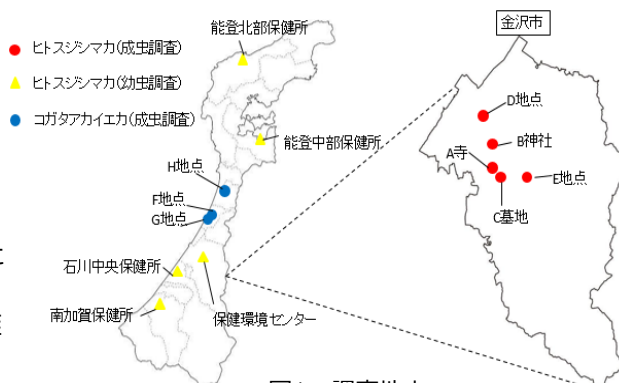 金沢市
能登北部保健所
ヒトスジシマカ(成虫調査)
ヒトスジシマカ(幼虫調査)
コガタアカイエカ(成虫調査)
D地点
B神社
A寺
E地点
C墓地
能登中部保健所
H地点
F地点
G地点
石川中央保健所
南加賀保健所
保健環境センター